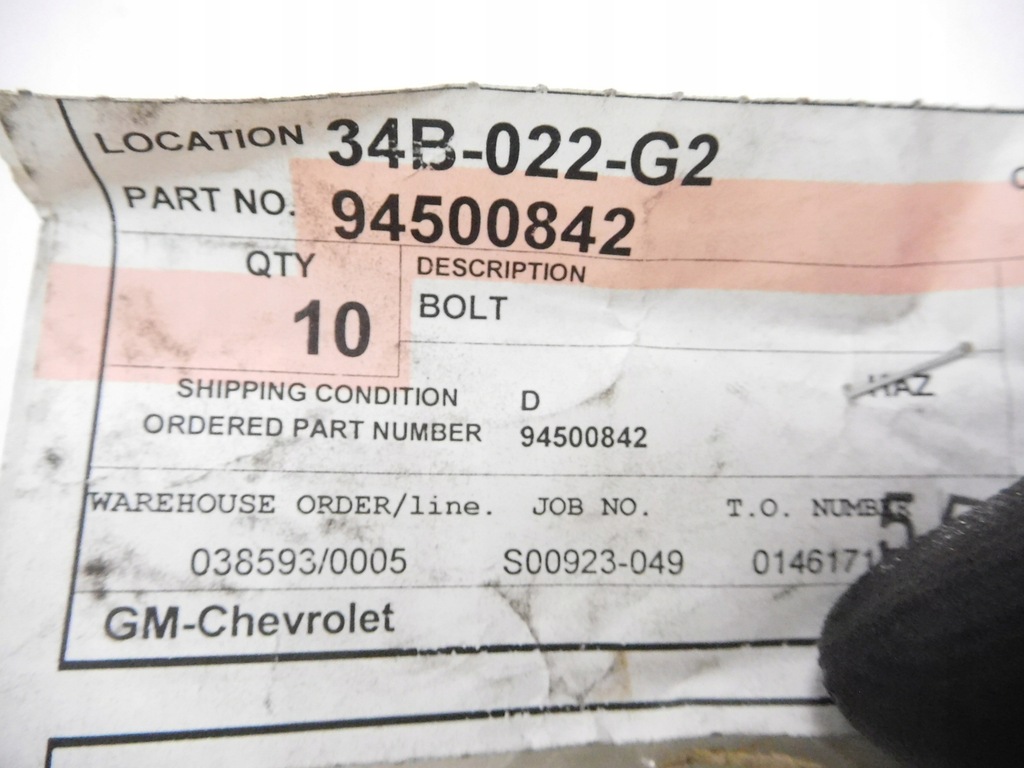 LOCATION 34B-022-G2
PART NO. 94500842
QTY DESCRIPTION
10 BOLT
SHIPPING CONDITION D HAZ
ORDERED PART NUMBER 94500842
WAREHOUSE ORDER/line. JOB NO. T.O. NUMBER
038593/0005 S00923-049
GM-Chevrolet